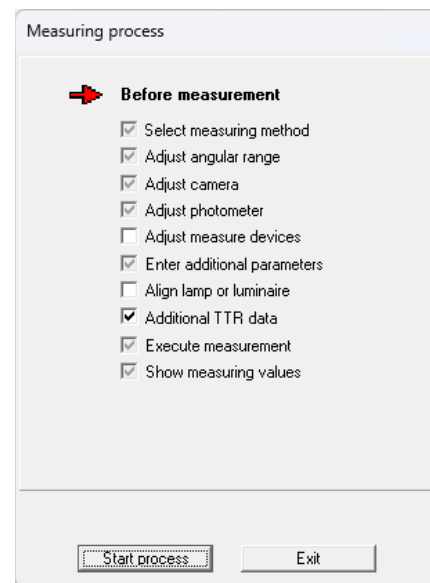 Measuring process
Before measurement
Select measuring method
Adjust angular range
Adjust camera
Adjust photometer
Adjust measure devices
Enter additional parameters
Align lamp or luminaire
Additional TTR data
Execute measurement
Show measuring values
Start process
Exit